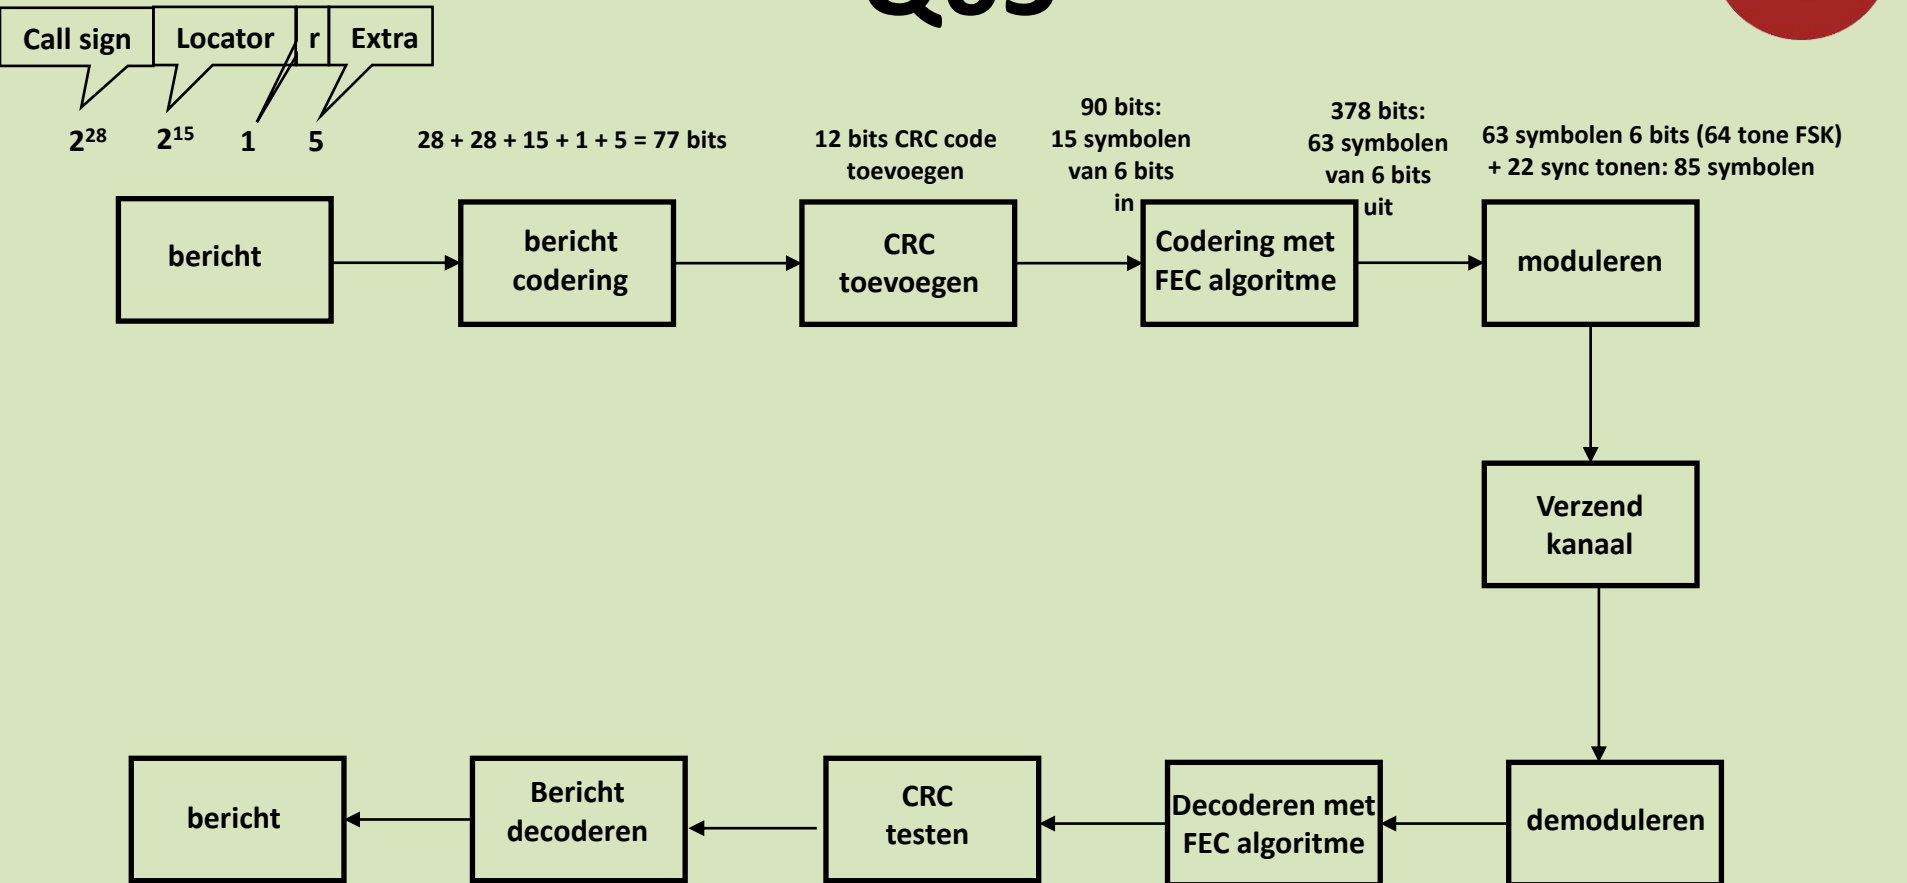 Call sign Locator r Extra
2²⁸ 2¹⁵ 1 5
28 + 28 + 15 + 1 + 5 = 77 bits
12 bits CRC code
toevoegen
90 bits:
15 symbolen
van 6 bits
in
378 bits:
63 symbolen
van 6 bits
uit
63 symbolen 6 bits (64 tone FSK)
+ 22 sync tonen: 85 symbolen
bericht
bericht
codering
CRC
toevoegen
Codering met
FEC algoritme
moduleren
Verzend
kanaal
bericht
Bericht
decoderen
CRC
testen
Decoderen met
FEC algoritme
demoduleren